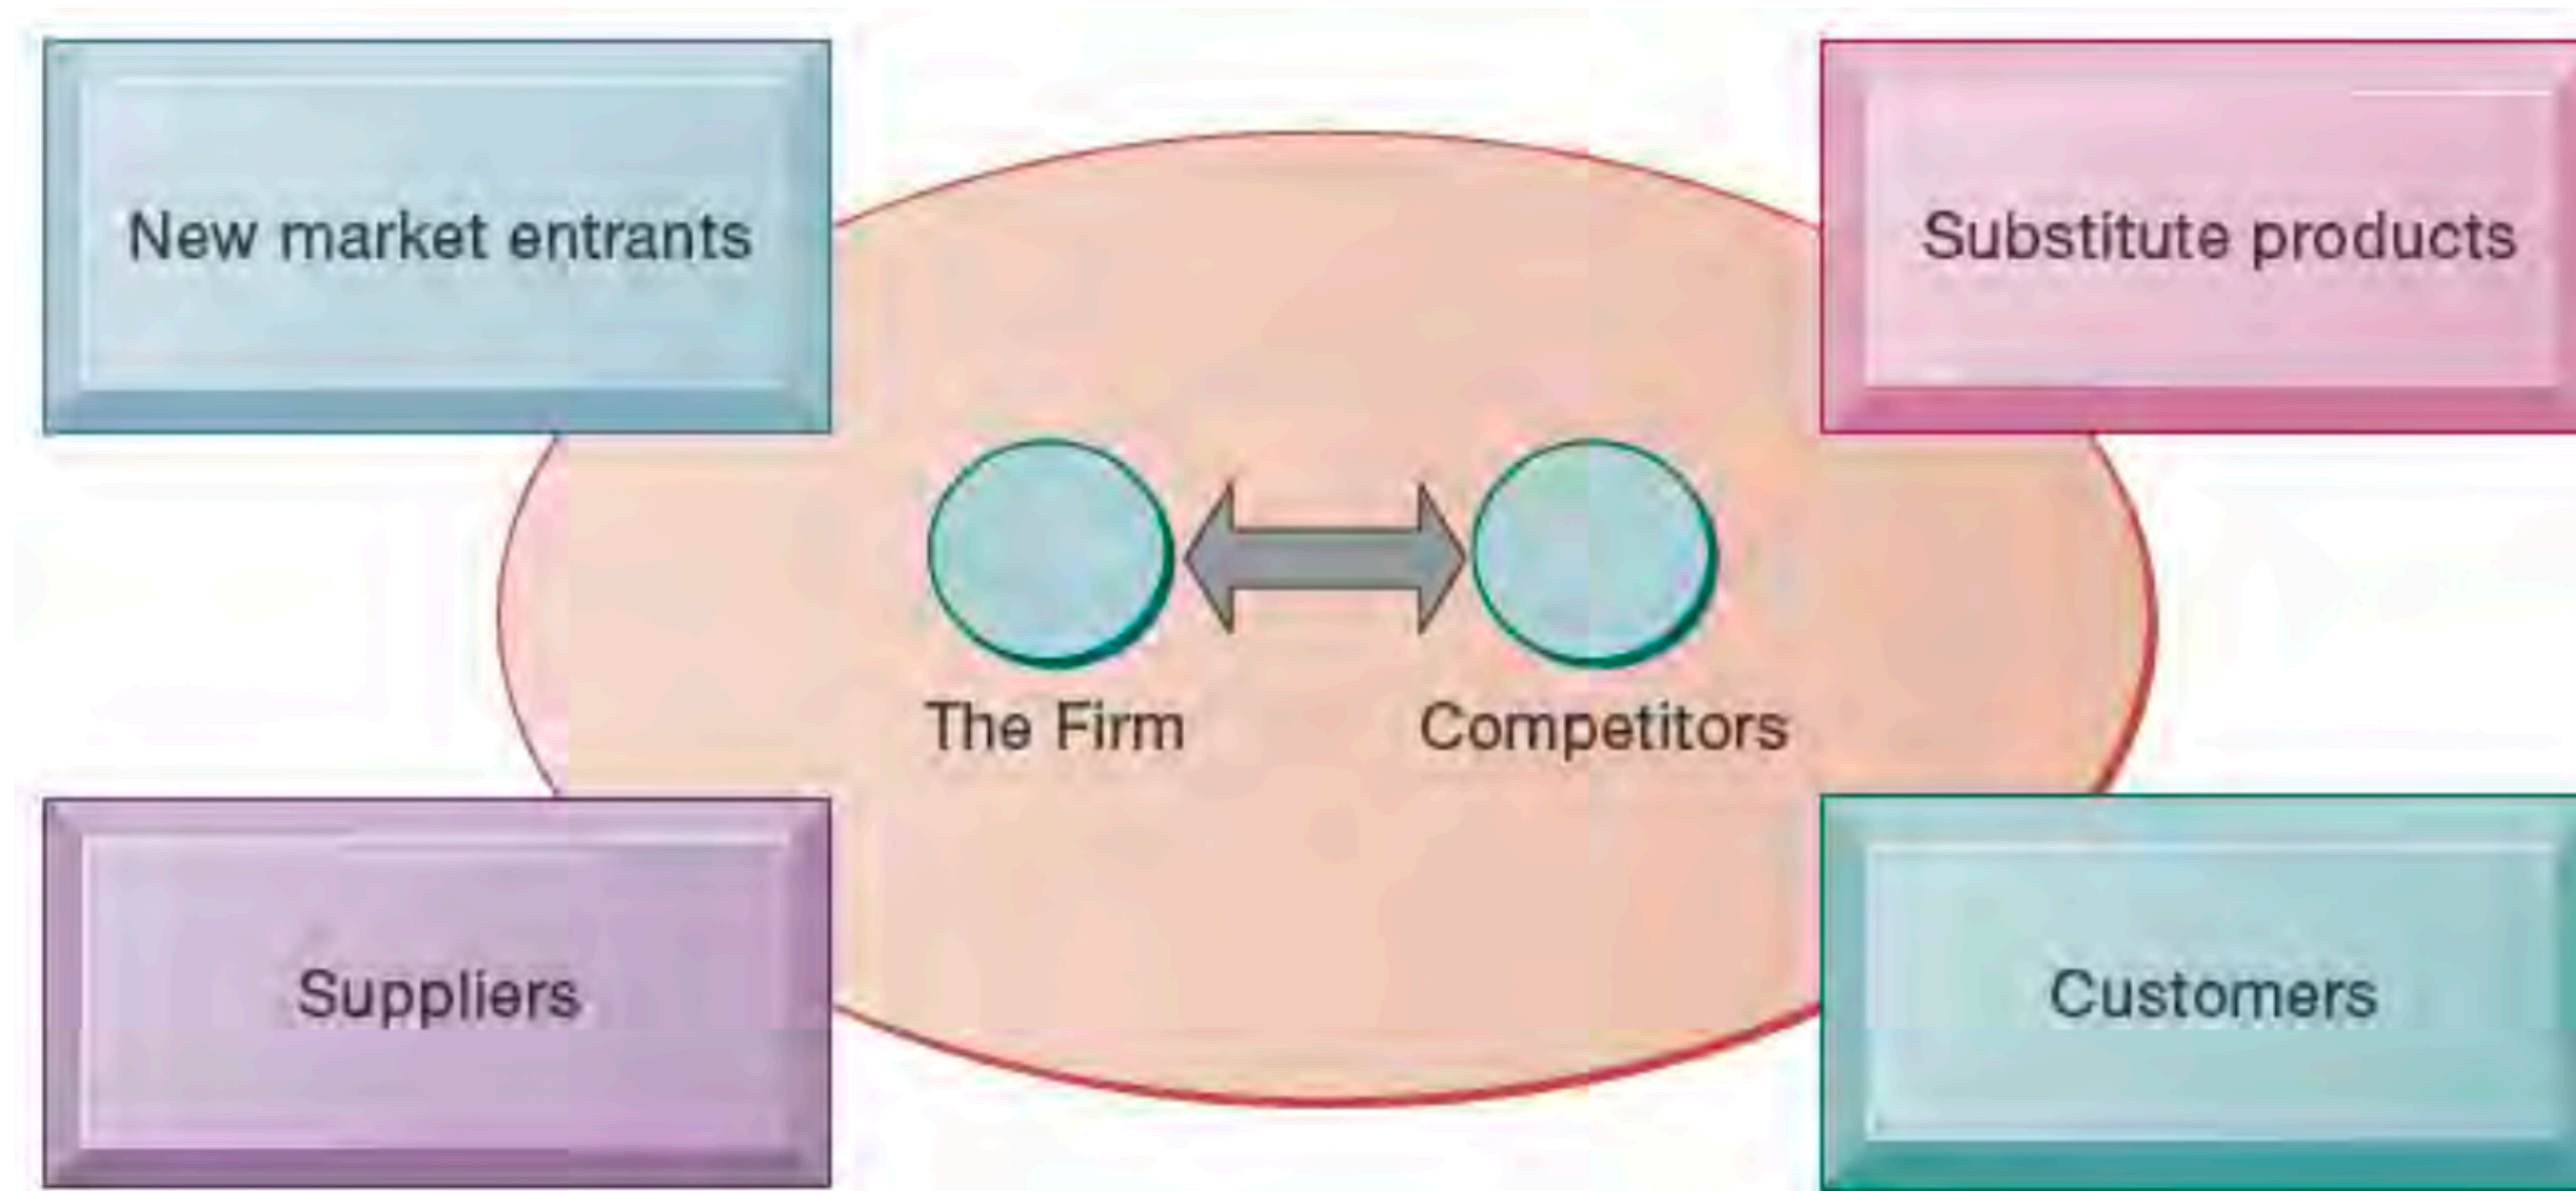 New market entrants
Substitute products
The Firm
Competitors
Suppliers
Customers